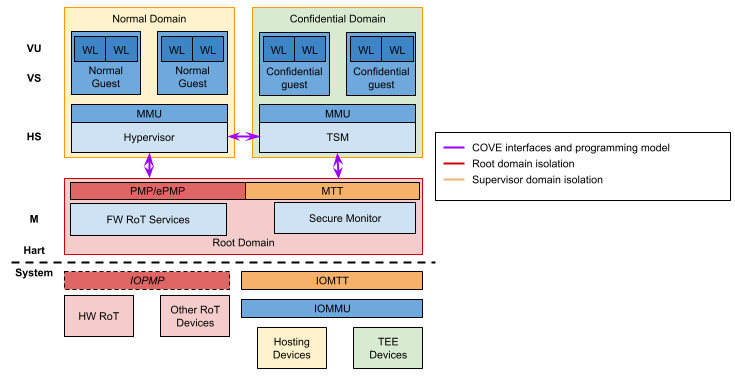 Normal Domain
Confidential Domain
VU
WL WL
WL WL
WL WL
WL WL
VS
Normal
Guest
Normal
Guest
Confidential
guest
Confidential
guest
MMU
MMU
HS
Hypervisor
TSM
COVE interfaces and programming model
Root domain isolation
Supervisor domain isolation
PMP/ePMP
MTT
M
FW RoT Services
Secure Monitor
Root Domain
Hart
System
IOPMP
IOMTT
IOMMU
HW RoT
Other RoT
Devices
Hosting
Devices
TEE
Devices